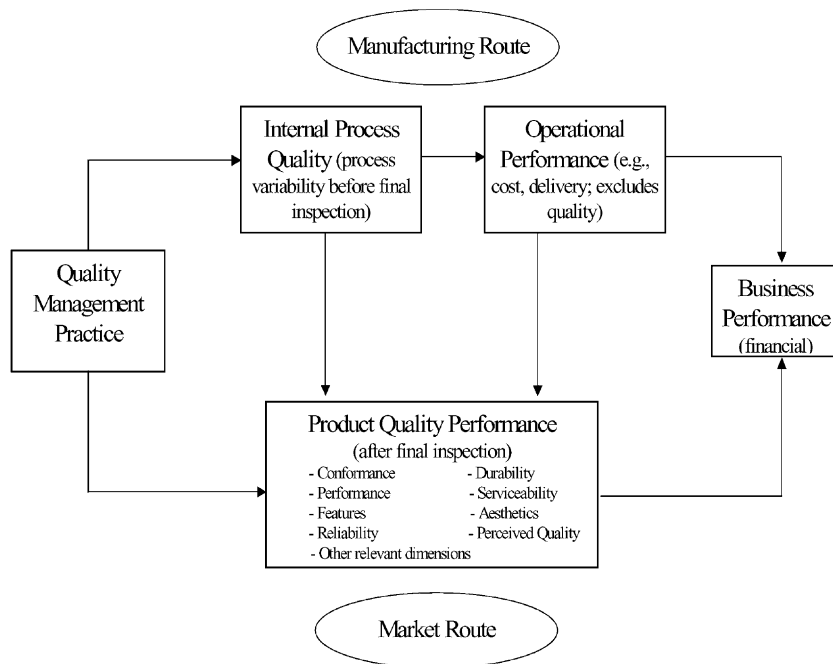 Manufacturing Route
Internal Process
Quality (process
variability before final
inspection)
Operational
Performance (e.g.,
cost, delivery; excludes
quality)
Quality
Management
Practice
Business
Performance
(financial)
Product Quality Performance
(after final inspection)
- Conformance
- Performance
- Features
- Reliability
- Durability
- Serviceability
- Aesthetics
- Perceived Quality
- Other relevant dimensions
Market Route